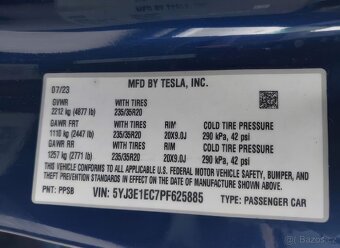 MFD BY TESLA, INC.
07/23
GVWR WITH TIRES
2212 kg (4877 lb) 235/35R20
GAWR FRT WITH TIRES RIM COLD TIRE PRESSURE
1110 kg (2447 lb) 235/35R20 20X9.0J 290 kPa, 42 psi
GAWR RR WITH TIRES RIM COLD TIRE PRESSURE
1257 kg (2771 lb) 235/35R20 20X9.0J 290 kPa, 42 psi
THIS VEHICLE CONFORMS TO ALL APPLICABLE
FEDERAL MOTOR VEHICLE SAFETY, BUMPER, AND THEFT
PREVENTION STANDARDS IN EFFECT ON THE DATE
OF MANUFACTURE SHOWN ABOVE.
PNT: PPSB VIN: 5YJ3E1EC7PF625885 TYPE: PASSENGER CAR